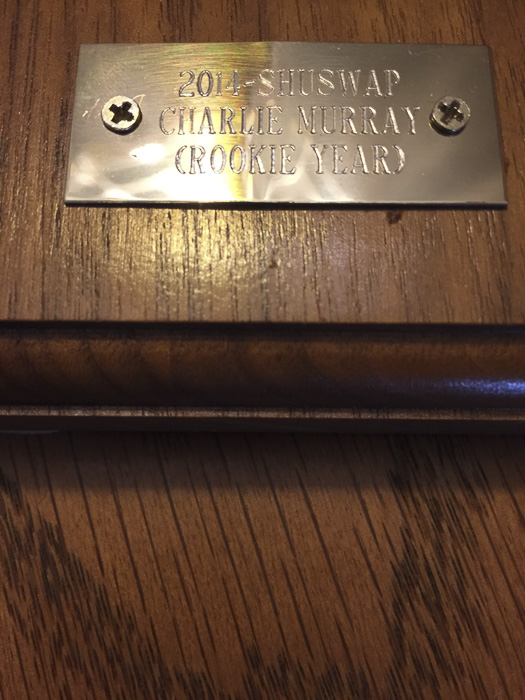 2014-SHUSWAP
CHARLIE MURRAY
(ROOKIE YEAR)